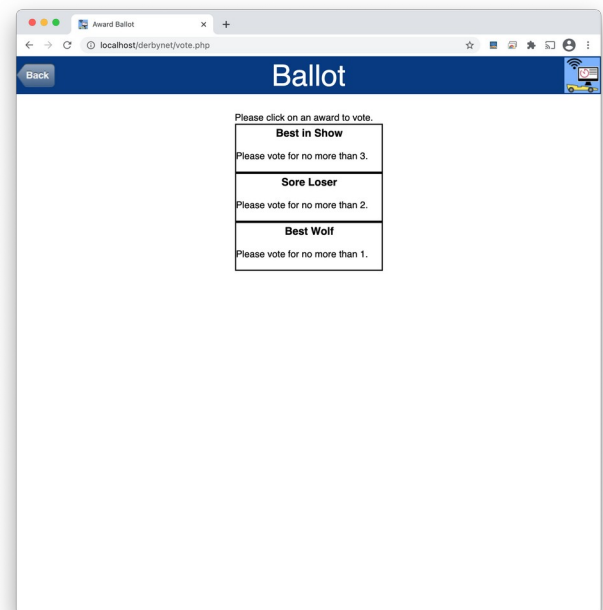 Award Ballot
localhost/derbynet/vote.php
Back
Ballot
Please click on an award to vote.
Best in Show
Please vote for no more than 3.
Sore Loser
Please vote for no more than 2.
Best Wolf
Please vote for no more than 1.